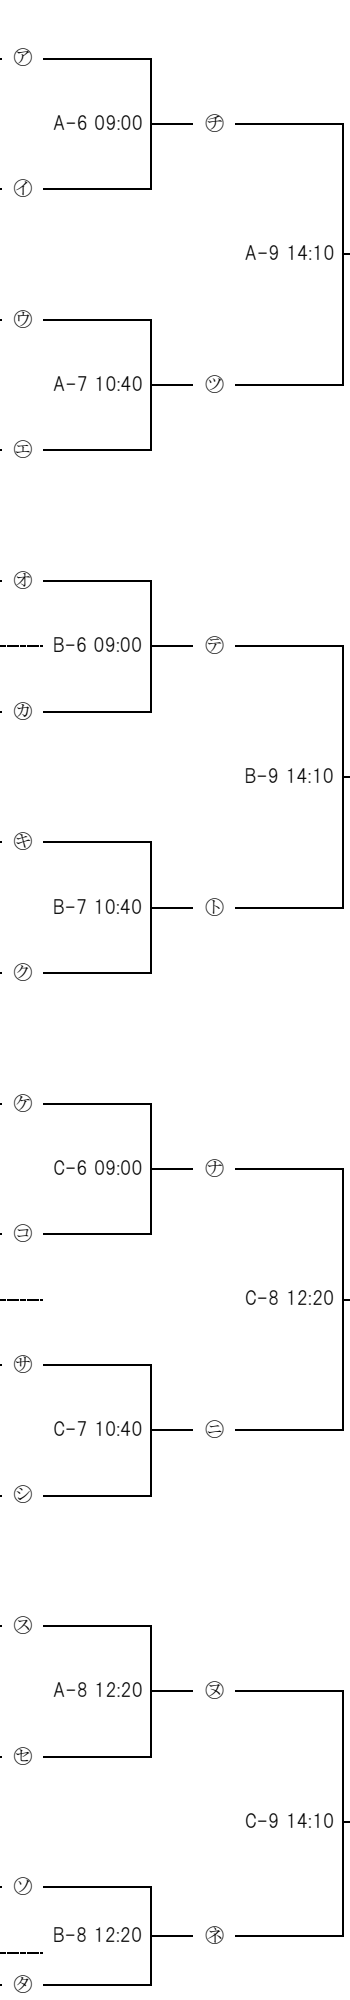 ㋐
A-6 09:00
㋠
㋑
A-9 14:10
㋒
A-7 10:40
㋡
㋓
㋔
B-6 09:00
㋢
㋕
B-9 14:10
㋖
B-7 10:40
㋣
㋗
㋘
C-6 09:00
㋤
㋙
C-8 12:20
㋚
C-7 10:40
㋥
㋛
㋜
A-8 12:20
㋦
㋝
C-9 14:10
㋞
B-8 12:20
㋧
㋟